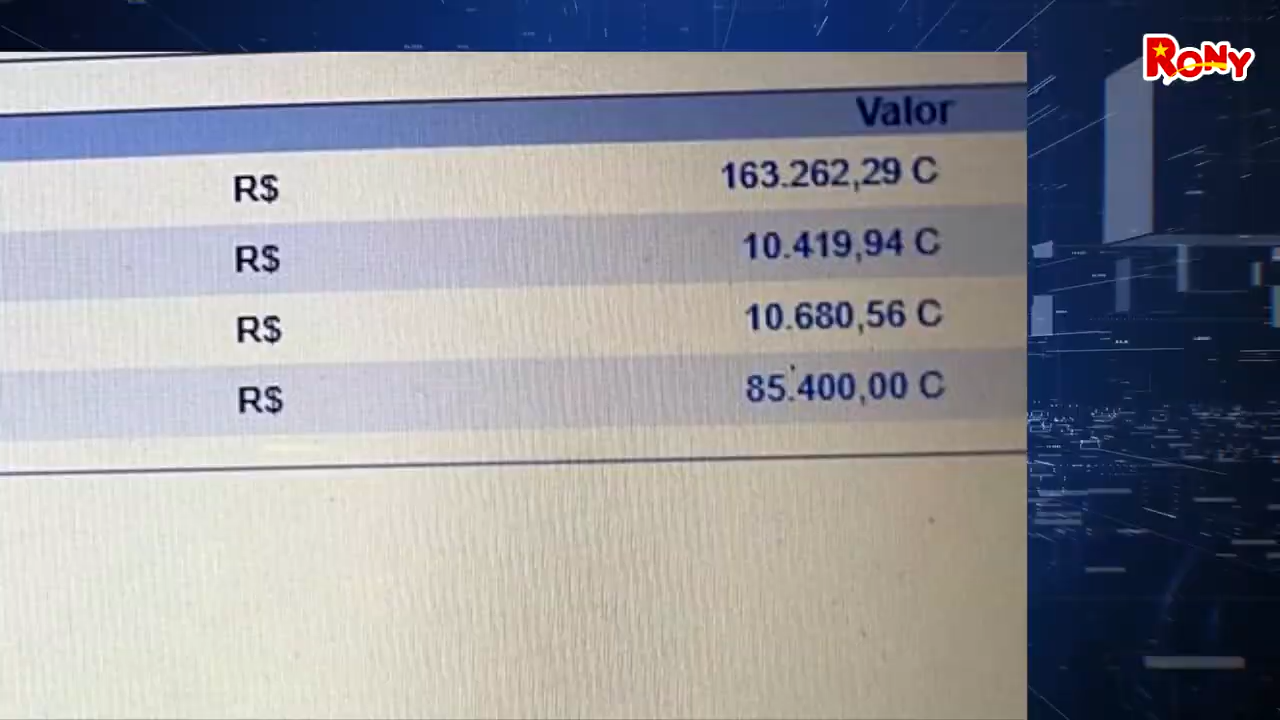 RONY
Valor
R$ 163.262,29 C
R$ 10.419,94 C
R$ 10.680,56 C
R$ 85.400,00 C